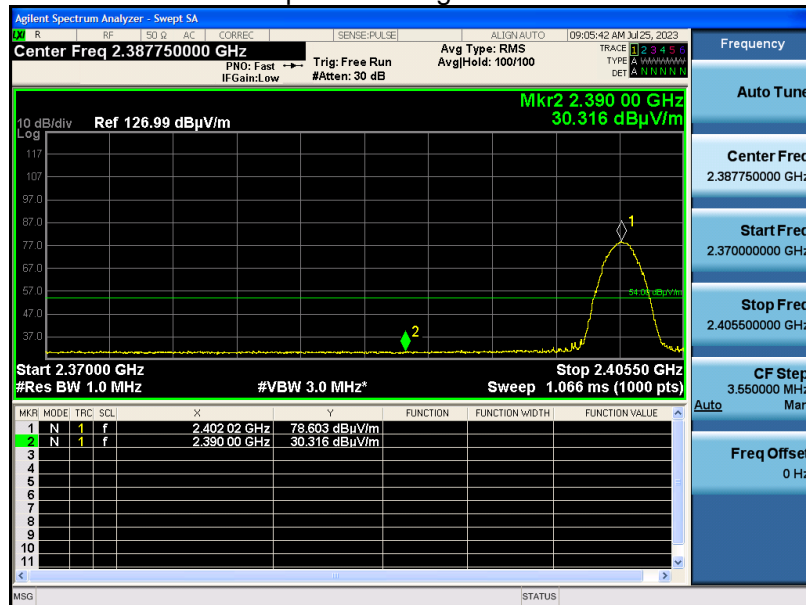 Agilent Spectrum Analyzer - Swept SA
R RF 50 Ω AC CORREC SENSE:PULSE ALIGN AUTO 09:05:42 AM Jul 25, 2023
Center Freq 2.387750000 GHz
PNO: Fast
IFGain:Low
Trig: Free Run
#Atten: 30 dB
Avg Type: RMS
Avg|Hold: 100/100
TRACE 1 2 3 4 5 6
TYPE A
DET A N N N N N
Mkr2 2.390 00 GHz
30.316 dBµV/m
10 dB/div Ref 126.99 dBµV/m
Log
117
107
97.0
87.0
77.0
67.0
57.0
47.0
37.0
1
54.00 dBµV/m
2
Start 2.37000 GHz Stop 2.40550 GHz
#Res BW 1.0 MHz #VBW 3.0 MHz* Sweep 1.066 ms (1000 pts)
MKR MODE TRC SCL X Y FUNCTION FUNCTION WIDTH FUNCTION VALUE
1 N 1 f 2.402 02 GHz 78.603 dBµV/m
2 N 1 f 2.390 00 GHz 30.316 dBµV/m
3
4
5
6
7
8
9
10
11
MSG STATUS
Frequency
Auto Tune
Center Freq
2.387750000 GHz
Start Freq
2.370000000 GHz
Stop Freq
2.405500000 GHz
CF Step
3.550000 MHz
Auto Man
Freq Offset
0 Hz